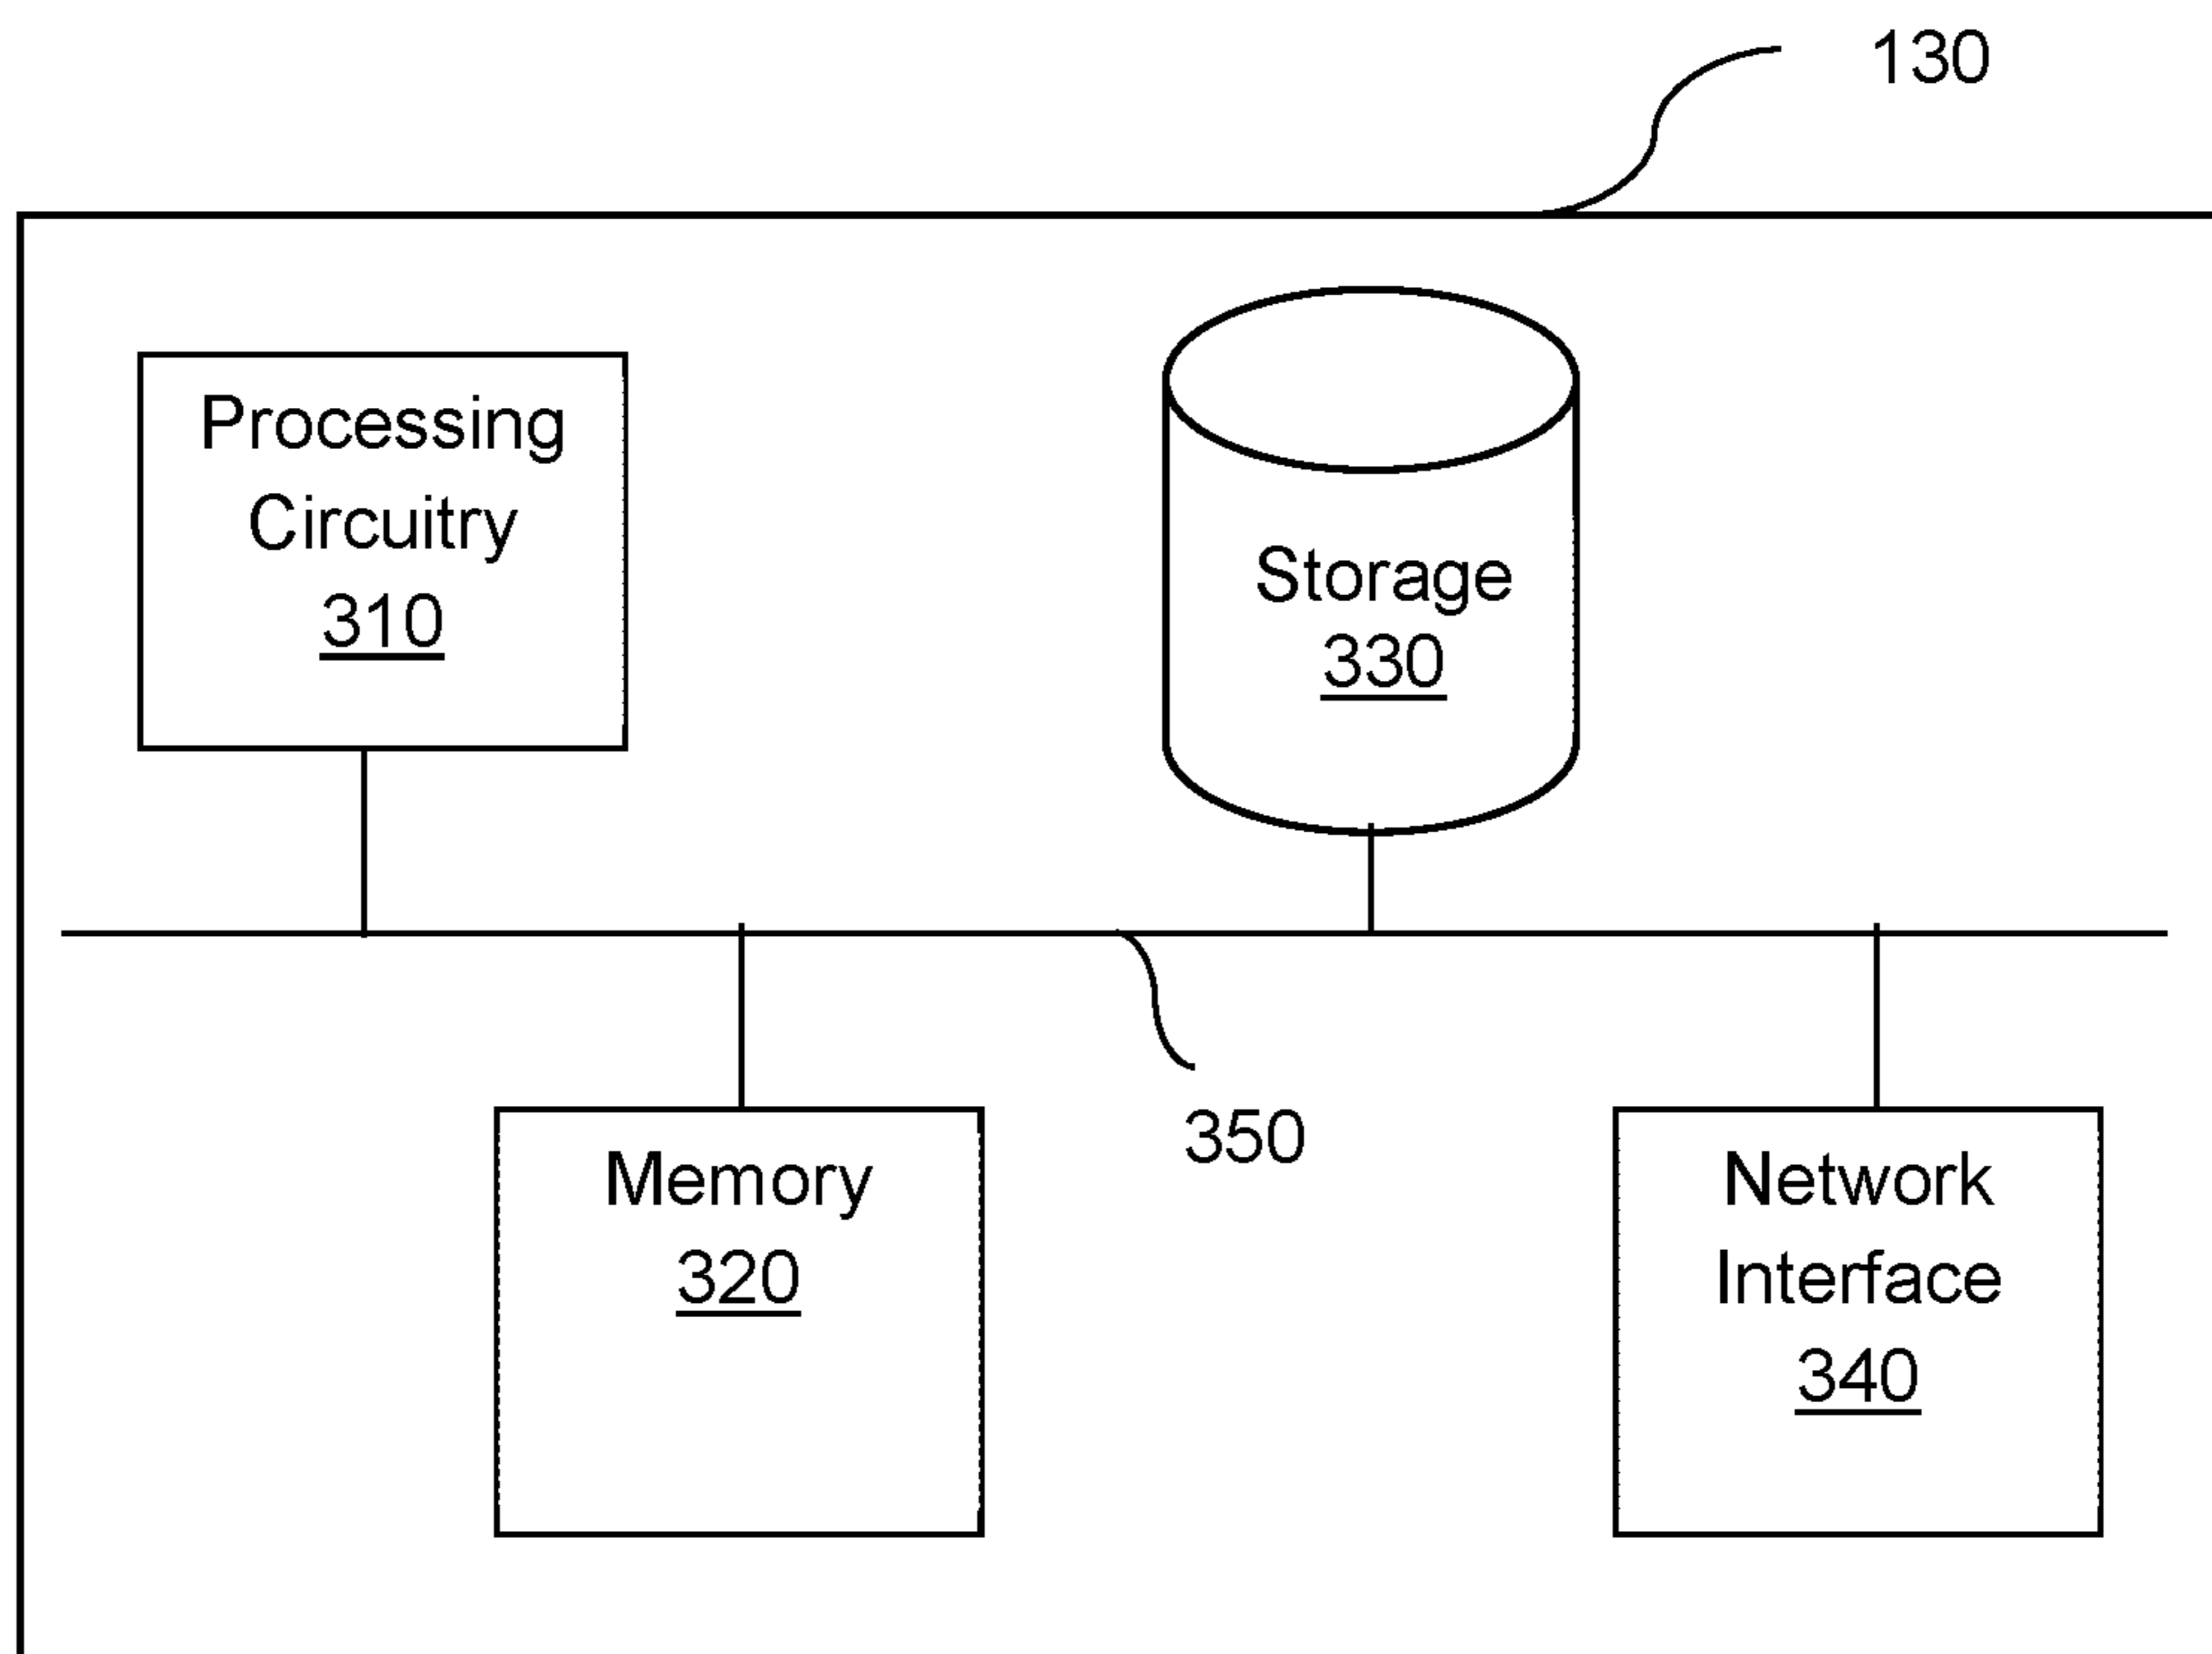 130
Processing
Circuitry
310
Storage
330
350
Memory
320
Network
Interface
340